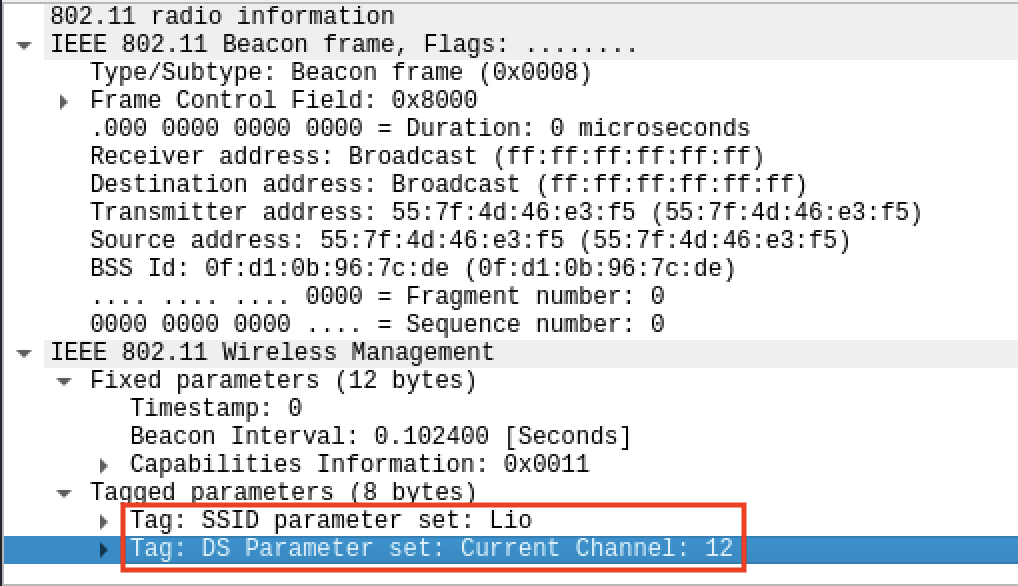 802.11 radio information
IEEE 802.11 Beacon frame, Flags: ........
Type/Subtype: Beacon frame (0x0008)
Frame Control Field: 0x8000
.000 0000 0000 0000 = Duration: 0 microseconds
Receiver address: Broadcast (ff:ff:ff:ff:ff:ff)
Destination address: Broadcast (ff:ff:ff:ff:ff:ff)
Transmitter address: 55:7f:4d:46:e3:f5 (55:7f:4d:46:e3:f5)
Source address: 55:7f:4d:46:e3:f5 (55:7f:4d:46:e3:f5)
BSS Id: 0f:d1:0b:96:7c:de (0f:d1:0b:96:7c:de)
.... .... .... 0000 = Fragment number: 0
0000 0000 0000 .... = Sequence number: 0
IEEE 802.11 Wireless Management
Fixed parameters (12 bytes)
Timestamp: 0
Beacon Interval: 0.102400 [Seconds]
Capabilities Information: 0x0011
Tagged parameters (8 bytes)
Tag: SSID parameter set: Lio
Tag: DS Parameter set: Current Channel: 12